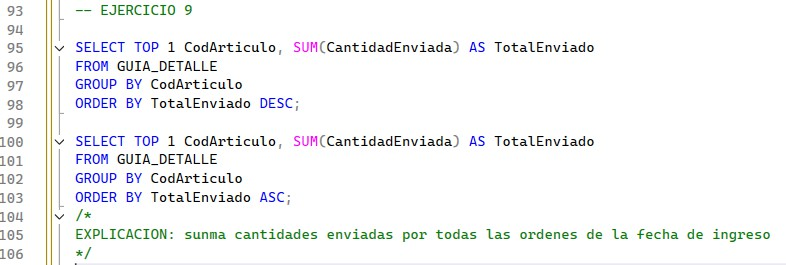 93 -- EJERCICIO 9
94
95 SELECT TOP 1 CodArticulo, SUM(CantidadEnviada) AS TotalEnviado
96 FROM GUIA_DETALLE
97 GROUP BY CodArticulo
98 ORDER BY TotalEnviado DESC;
99
100 SELECT TOP 1 CodArticulo, SUM(CantidadEnviada) AS TotalEnviado
101 FROM GUIA_DETALLE
102 GROUP BY CodArticulo
103 ORDER BY TotalEnviado ASC;
104 /*
105 EXPLICACION: sunma cantidades enviadas por todas las ordenes de la fecha de ingreso
106 */